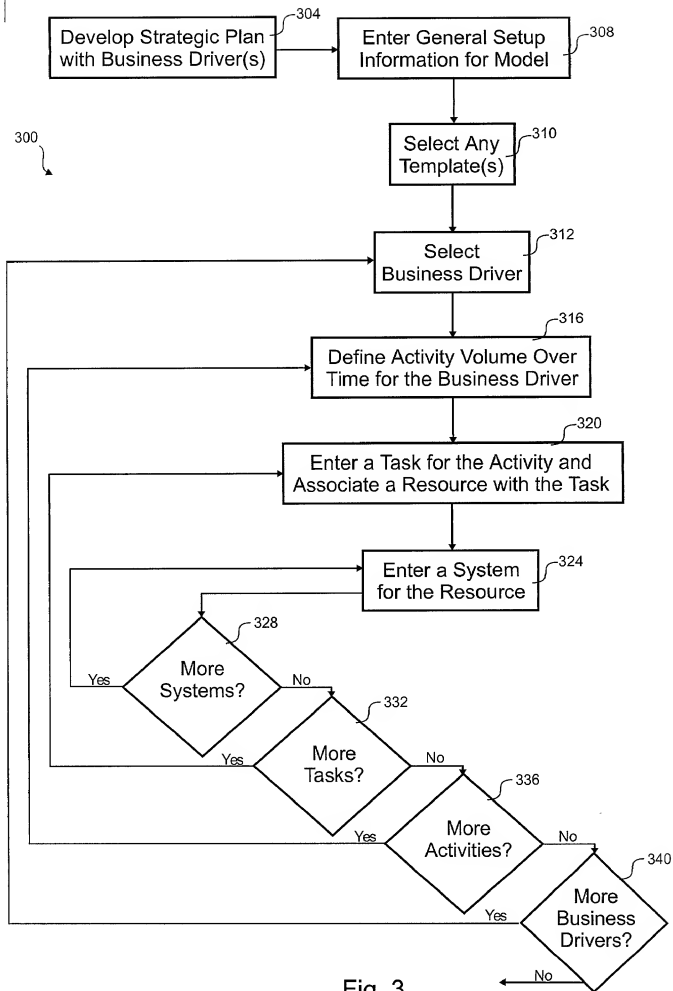 304
Develop Strategic Plan
with Business Driver(s)
308
Enter General Setup
Information for Model
300
310
Select Any
Template(s)
312
Select
Business Driver
316
Define Activity Volume Over
Time for the Business Driver
320
Enter a Task for the Activity and
Associate a Resource with the Task
324
Enter a System
for the Resource
328
More
Systems?
Yes
No
332
More
Tasks?
Yes
No
336
More
Activities?
Yes
No
340
More
Business
Drivers?
Yes
No
Fig. 3